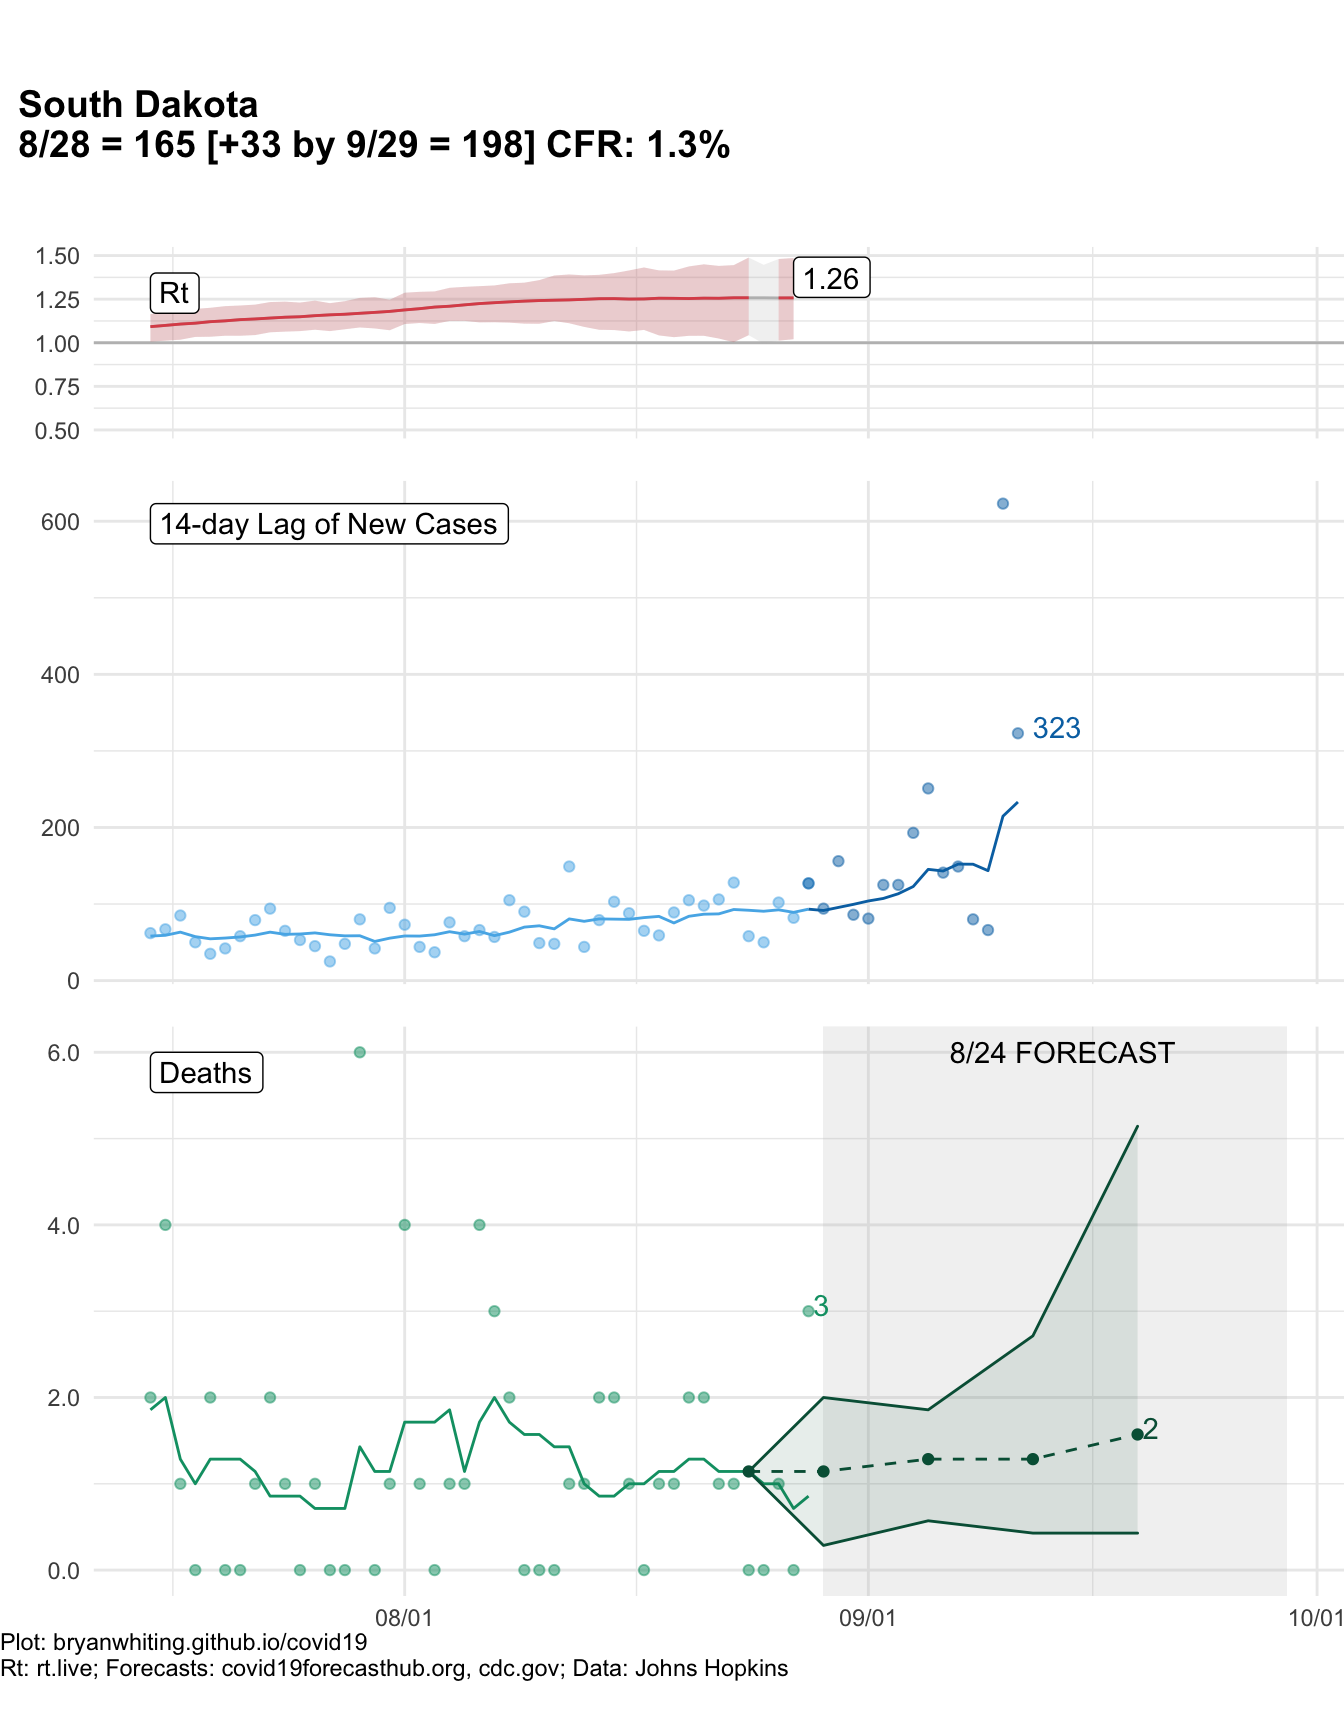 South Dakota
8/28 = 165 [+33 by 9/29 = 198] CFR: 1.3%
1.50
1.25
1.00
0.75
0.50
Rt
1.26
600
400
200
0
14-day Lag of New Cases
323
6.0
4.0
2.0
0.0
Deaths
8/24 FORECAST
3
2
08/01
09/01
10/01
Plot: bryanwhiting.github.io/covid19
Rt: rt.live; Forecasts: covid19forecasthub.org, cdc.gov; Data: Johns Hopkins